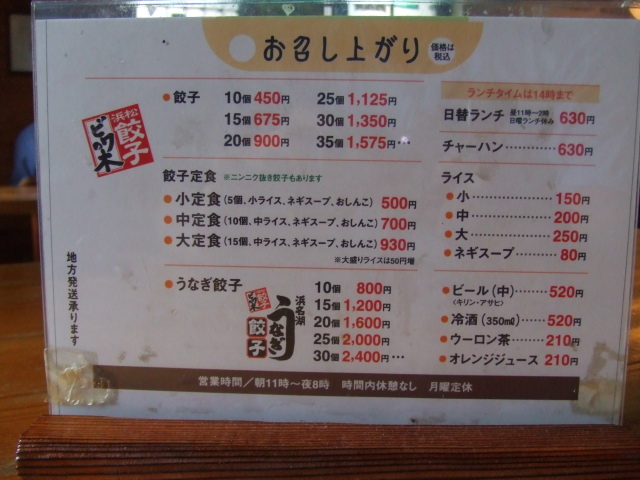 お召し上がり
価格は
税込
浜松
餃子
ビリケン
● 餃子 10個 450円 25個 1,125円
15個 675円 30個 1,350円
20個 900円 35個 1,575円…
餃子定食 ※ニンニク抜き餃子もあります
● 小定食(5個、小ライス、ネギスープ、おしんこ) 500円
● 中定食(10個、中ライス、ネギスープ、おしんこ) 700円
● 大定食(15個、中ライス、ネギスープ、おしんこ) 930円
※大盛りライスは50円増
● うなぎ餃子 10個 800円
15個 1,200円
20個 1,600円
25個 2,000円
30個 2,400円…
浜名湖
うなぎ
餃子
地方発送承ります
ランチタイムは14時まで
日替ランチ 昼11時~2時 630円
日曜ランチ休み
チャーハン………… 630円
ライス
● 小………………… 150円
● 中………………… 200円
● 大………………… 250円
● ネギスープ……… 80円
● ビール(中)……… 520円
(キリン・アサヒ)
● 冷酒(350㎖)…… 520円
● ウーロン茶……… 210円
● オレンジジュース 210円
営業時間/朝11時~夜8時 時間内休憩なし 月曜定休